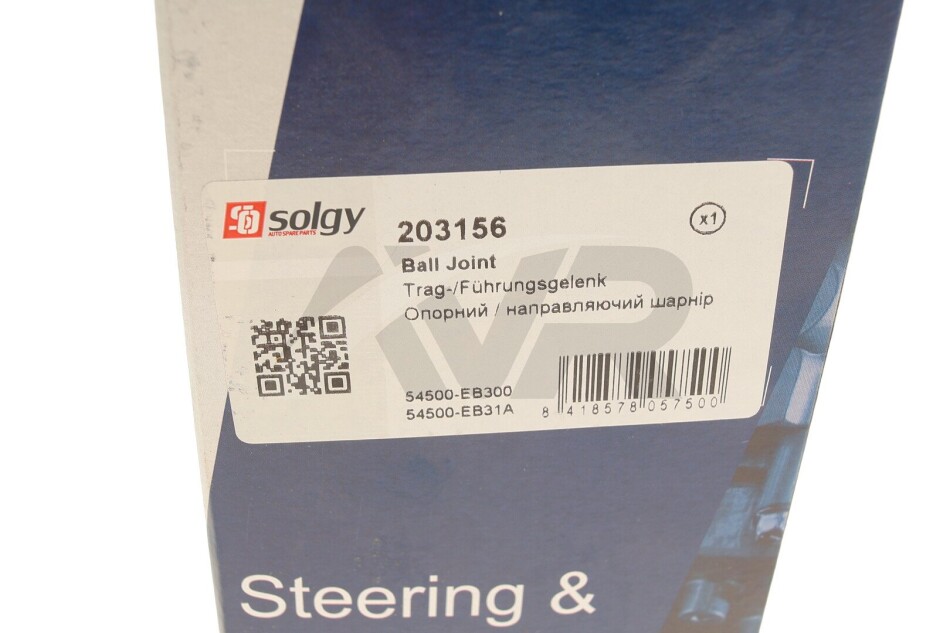 solgy
AUTO SPARE PARTS
203156
x1
Ball Joint
Trag-/Führungsgelenk
Опорний / направляючий шарнір
VP
54500-EB300
54500-EB31A
8 418578 057500
Steering &